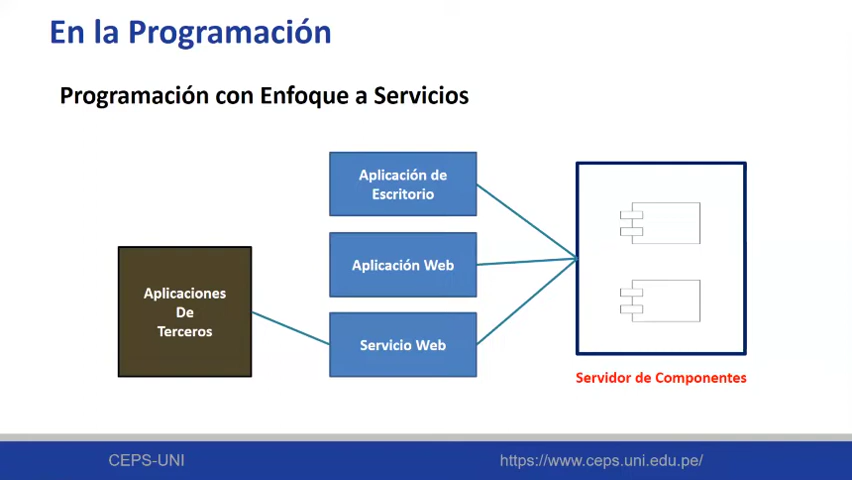 En la Programación
Programación con Enfoque a Servicios
Aplicación de
Escritorio
Aplicación Web
Aplicaciones
De
Terceros
Servicio Web
Servidor de Componentes
CEPS-UNI
https://www.ceps.uni.edu.pe/